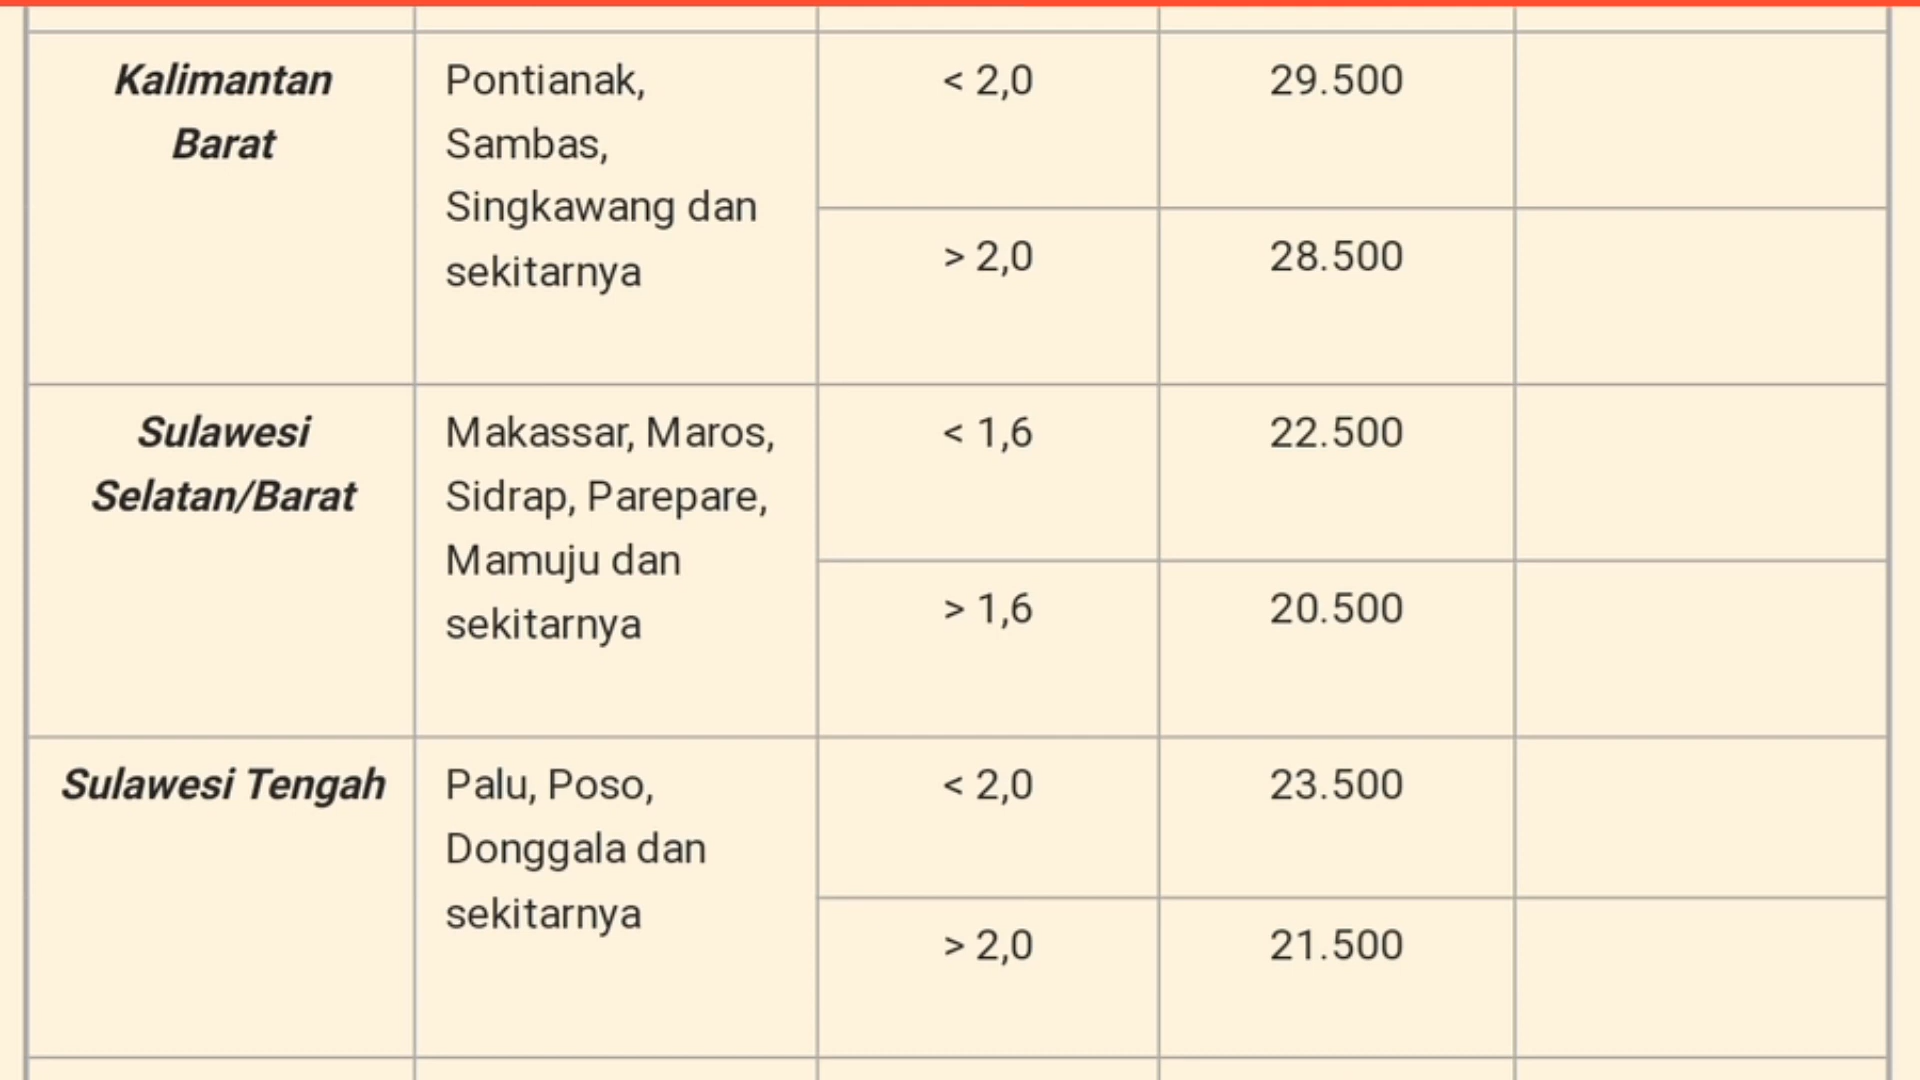 Kalimantan
Barat
Pontianak,
Sambas,
Singkawang dan
sekitarnya
< 2,0
29.500
> 2,0
28.500
Sulawesi
Selatan/Barat
Makassar, Maros,
Sidrap, Parepare,
Mamuju dan
sekitarnya
< 1,6
22.500
> 1,6
20.500
Sulawesi Tengah
Palu, Poso,
Donggala dan
sekitarnya
< 2,0
23.500
> 2,0
21.500